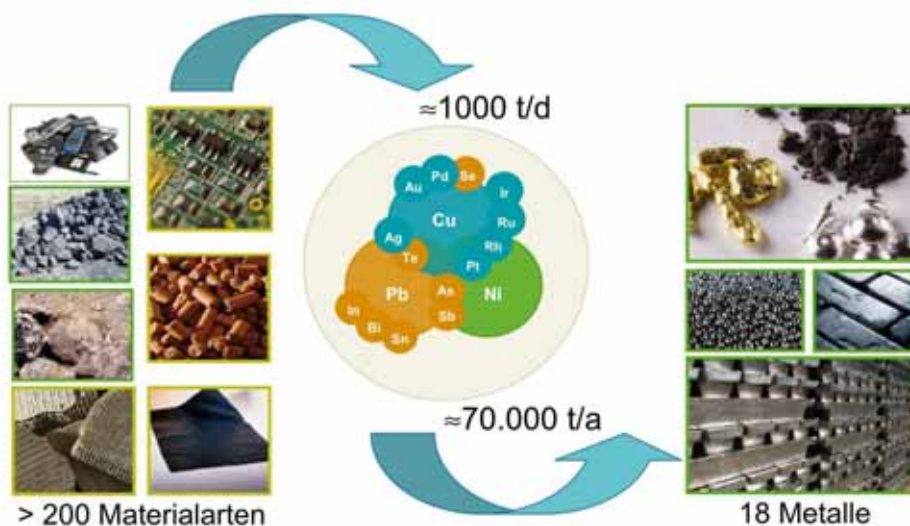 ≈1000 t/d
Au
Pd
Se
Ir
Cu
Ru
Ag
Rh
Te
Pt
Pb
As
Ni
In
Sb
Bi
Sn
≈70.000 t/a
> 200 Materialarten
18 Metalle